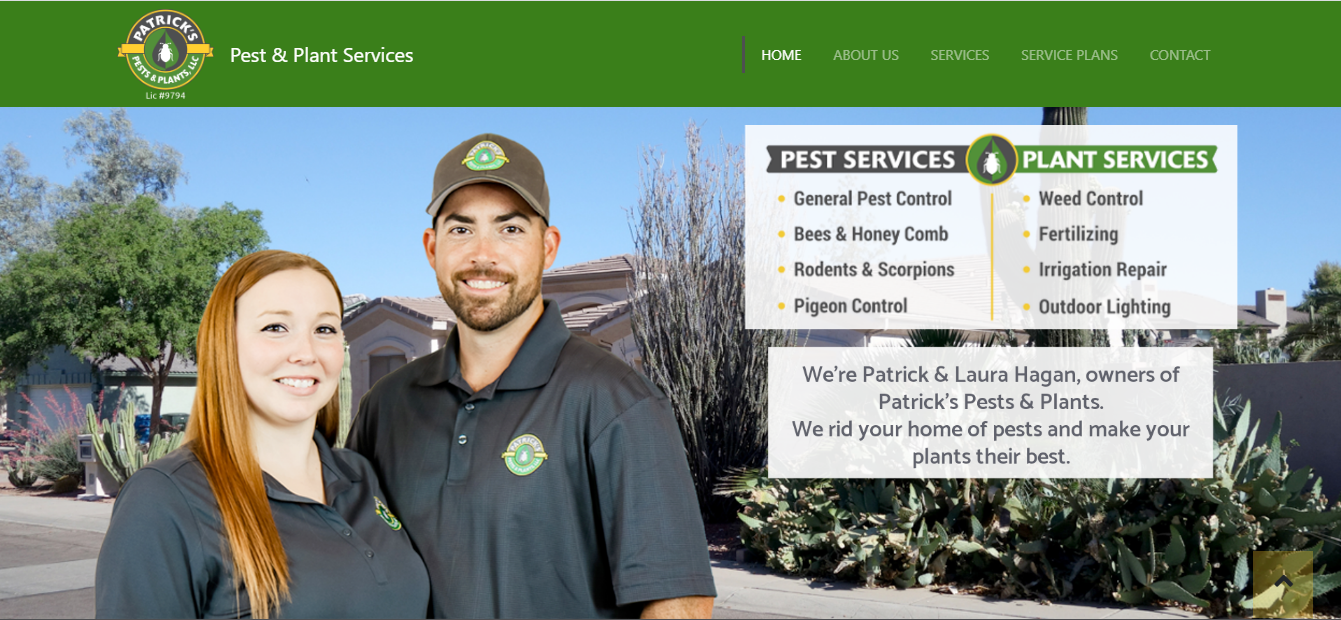 PATRICK'S
PESTS & PLANTS, LLC
Lic #9794
Pest & Plant Services
HOME
ABOUT US
SERVICES
SERVICE PLANS
CONTACT
PATRICK'S
PEST SERVICES
PLANT SERVICES
General Pest Control
Bees & Honey Comb
Rodents & Scorpions
Pigeon Control
Weed Control
Fertilizing
Irrigation Repair
Outdoor Lighting
We're Patrick & Laura Hagan, owners of
Patrick's Pests & Plants.
We rid your home of pests and make your
plants their best.
PATRICK'S